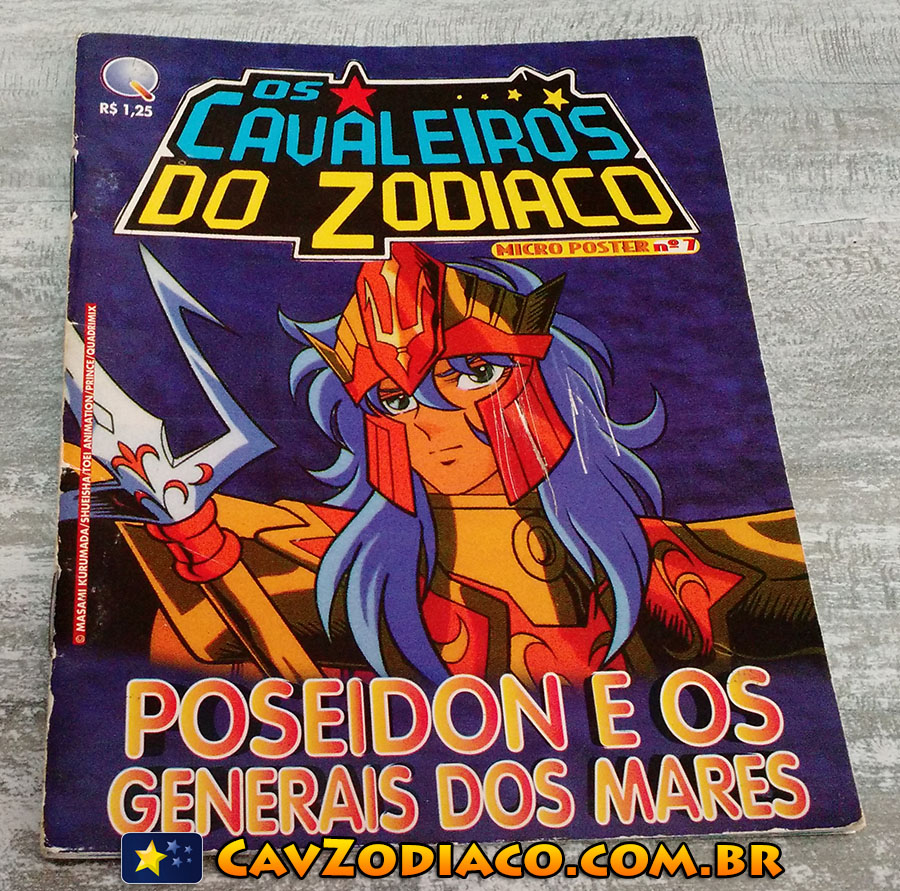 R$ 1,25
OS
CAVALEIROS
DO ZODIACO
MICRO POSTER nº 7
© MASAMI KURUMADA/SHUEISHA/TOEI ANIMATION/PRINCE/QUADRIMIX
POSEIDON E OS
GENERAIS DOS MARES
CAVZODIACO.COM.BR